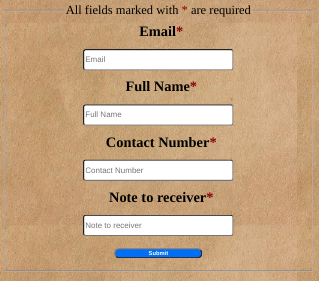 All fields marked with * are required
Email*
Email
Full Name*
Full Name
Contact Number*
Contact Number
Note to receiver*
Note to receiver
Submit